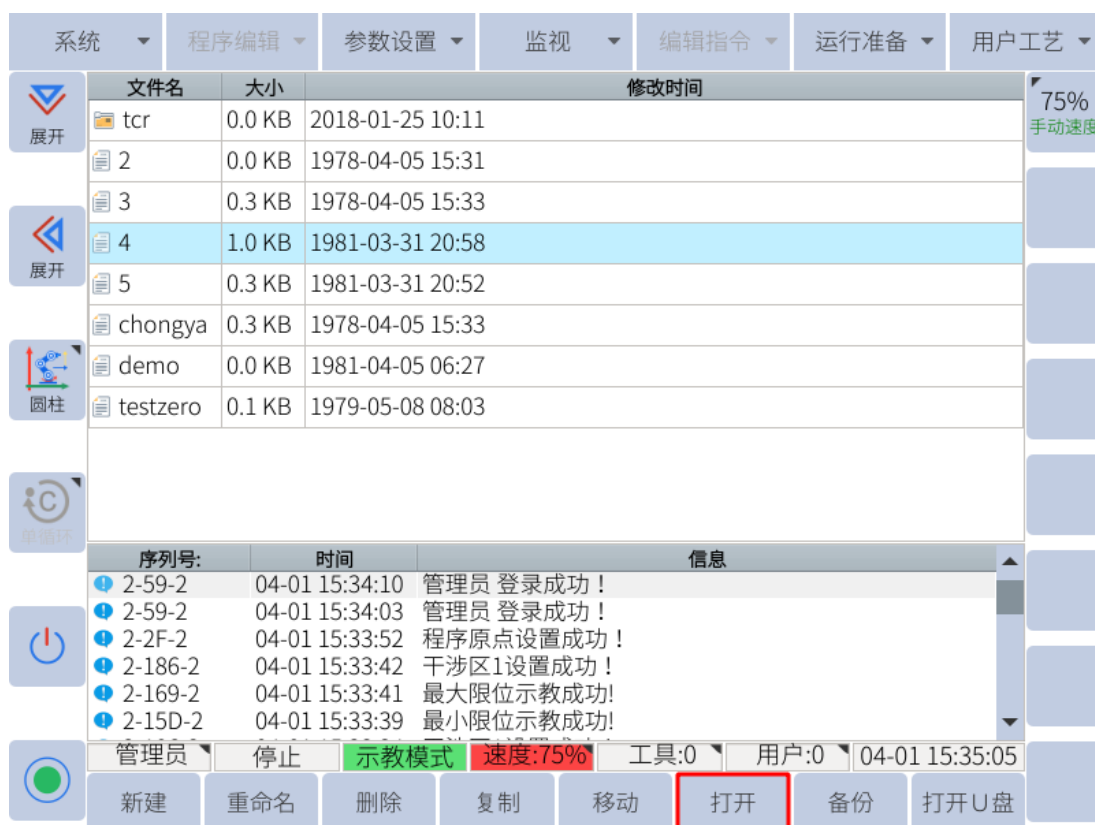 系统 程序编辑 参数设置 监视 编辑指令 运行准备 用户工艺
展开
展开
圆柱
单循环
文件名 大小 修改时间
tcr 0.0 KB 2018-01-25 10:11
2 0.0 KB 1978-04-05 15:31
3 0.3 KB 1978-04-05 15:33
4 1.0 KB 1981-03-31 20:58
5 0.3 KB 1981-03-31 20:52
chongya 0.3 KB 1978-04-05 15:33
demo 0.0 KB 1981-04-05 06:27
testzero 0.1 KB 1979-05-08 08:03
75%
手动速度
序列号: 时间 信息
2-59-2 04-01 15:34:10 管理员 登录成功！
2-59-2 04-01 15:34:03 管理员 登录成功！
2-2F-2 04-01 15:33:52 程序原点设置成功！
2-186-2 04-01 15:33:42 干涉区1设置成功！
2-169-2 04-01 15:33:41 最大限位示教成功!
2-15D-2 04-01 15:33:39 最小限位示教成功!
管理员 停止 示教模式 速度:75% 工具:0 用户:0 04-01 15:35:05
新建 重命名 删除 复制 移动 打开 备份 打开U盘